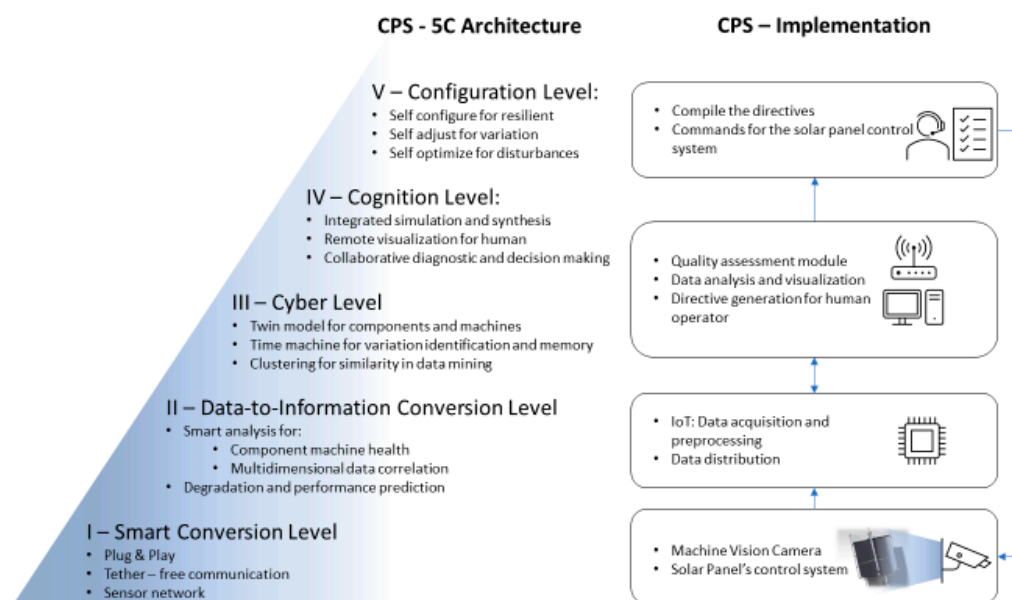 CPS - 5C Architecture
V – Configuration Level:
• Self configure for resilient
• Self adjust for variation
• Self optimize for disturbances
IV – Cognition Level:
• Integrated simulation and synthesis
• Remote visualization for human
• Collaborative diagnostic and decision making
III – Cyber Level
• Twin model for components and machines
• Time machine for variation identification and memory
• Clustering for similarity in data mining
II – Data-to-Information Conversion Level
• Smart analysis for:
• Component machine health
• Multidimensional data correlation
• Degradation and performance prediction
I – Smart Conversion Level
• Plug & Play
• Tether – free communication
• Sensor network
CPS – Implementation
• Compile the directives
• Commands for the solar panel control
system
• Quality assessment module
• Data analysis and visualization
• Directive generation for human
operator
• IoT: Data acquisition and
preprocessing
• Data distribution
• Machine Vision Camera
• Solar Panel's control system